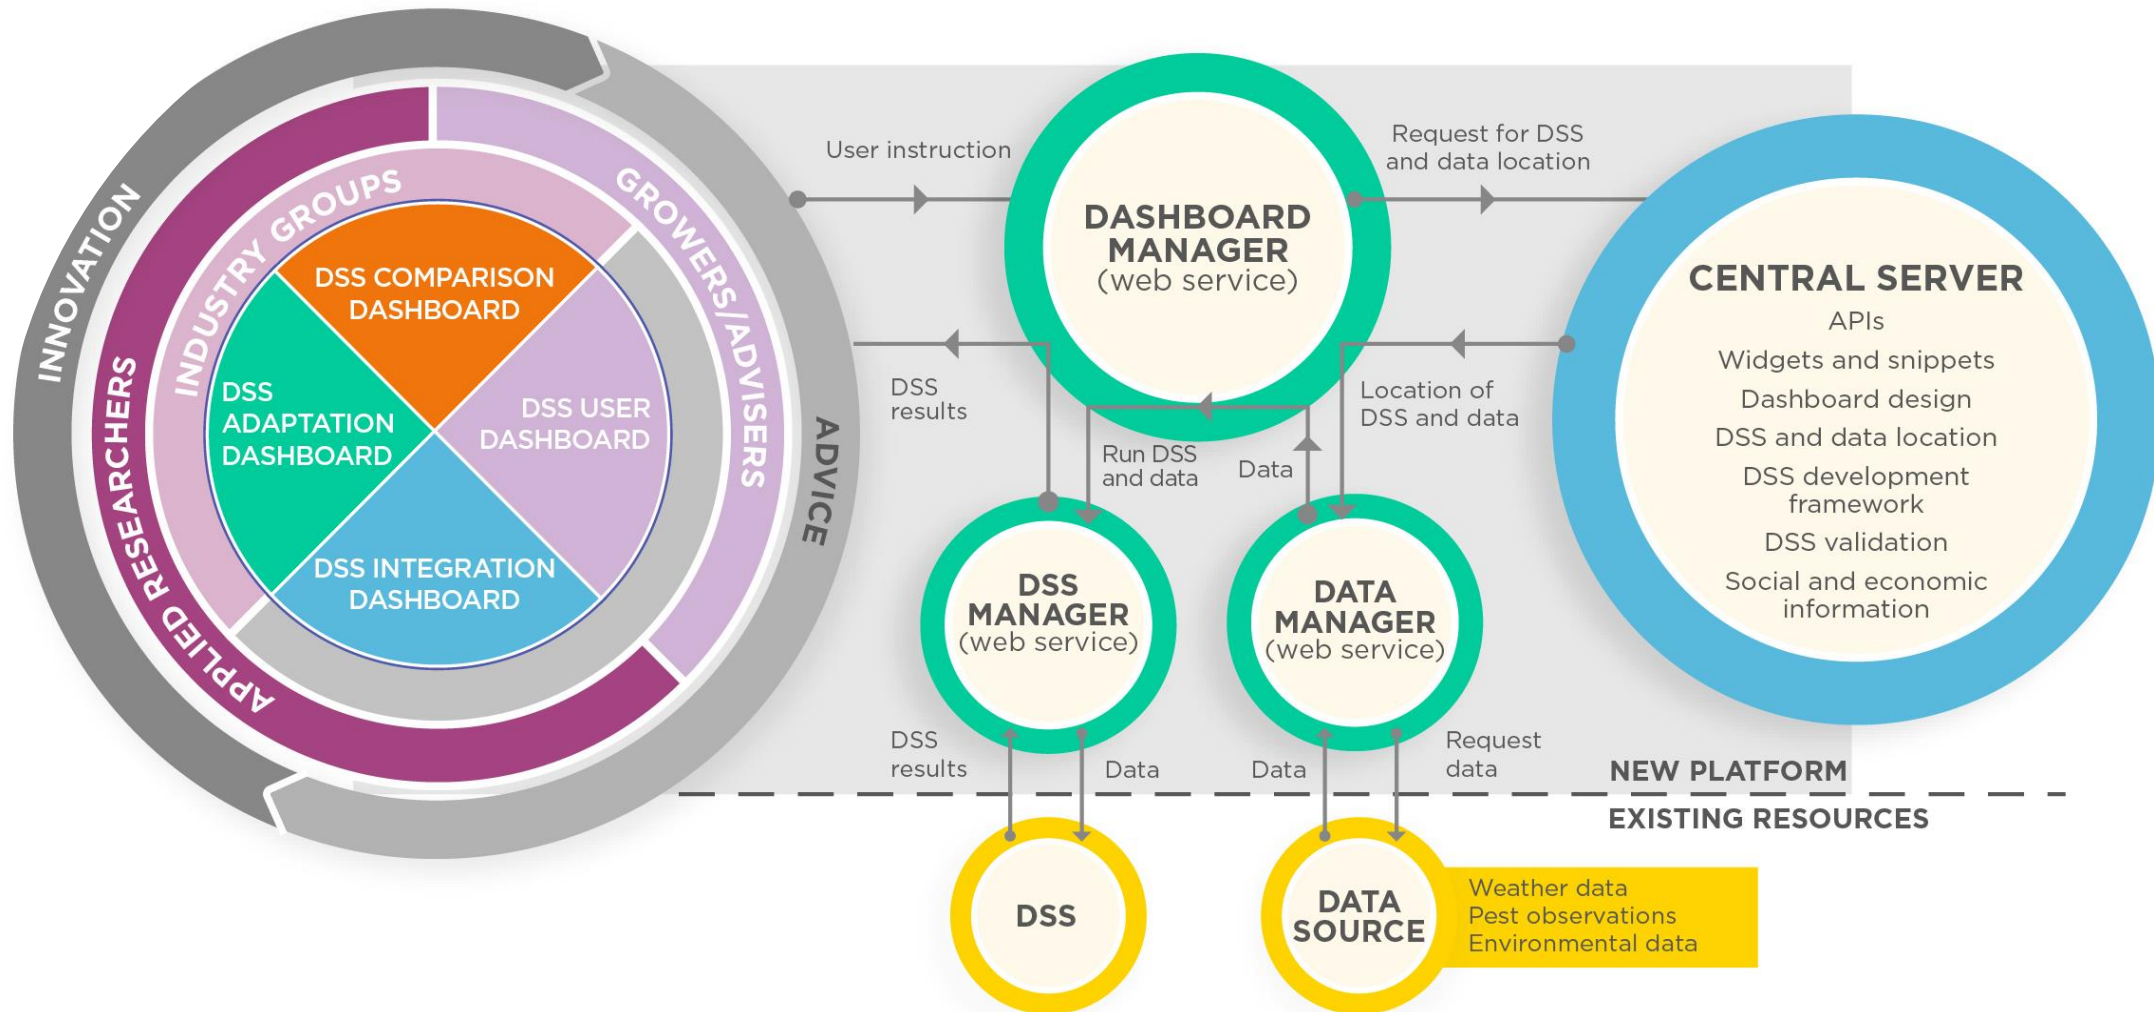 INNOVATION
ADVICE
APPLIED RESEARCHERS
INDUSTRY GROUPS
GROWERS/ADVISERS
DSS COMPARISON
DASHBOARD
DSS
ADAPTATION
DASHBOARD
DSS USER
DASHBOARD
DSS INTEGRATION
DASHBOARD
User instruction
DSS
results
DASHBOARD
MANAGER
(web service)
Request for DSS
and data location
Location of
DSS and data
Run DSS
and data
Data
CENTRAL SERVER
APIs
Widgets and snippets
Dashboard design
DSS and data location
DSS development
framework
DSS validation
Social and economic
information
DSS
MANAGER
(web service)
DATA
MANAGER
(web service)
DSS
results
Data
Data
Request
data
NEW PLATFORM
EXISTING RESOURCES
DSS
DATA
SOURCE
Weather data
Pest observations
Environmental data